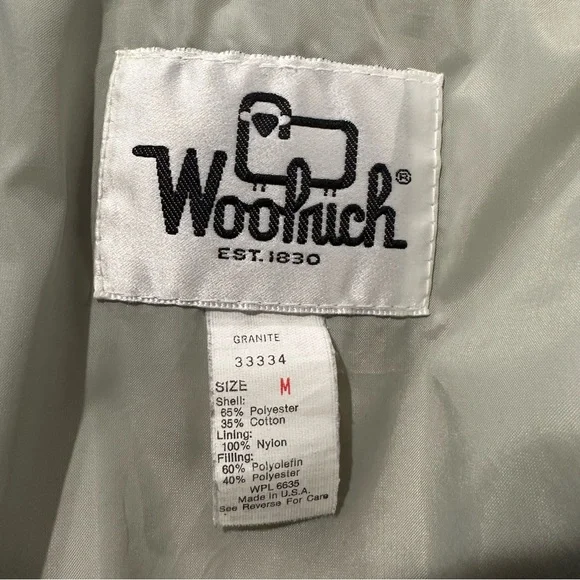 Woolrich®
EST. 1830
GRANITE
33334
SIZE M
Shell:
65% Polyester
35% Cotton
Lining:
100% Nylon
Filling:
60% Polyolefin
40% Polyester
WPL 6635
Made in U.S.A.
See Reverse For Care